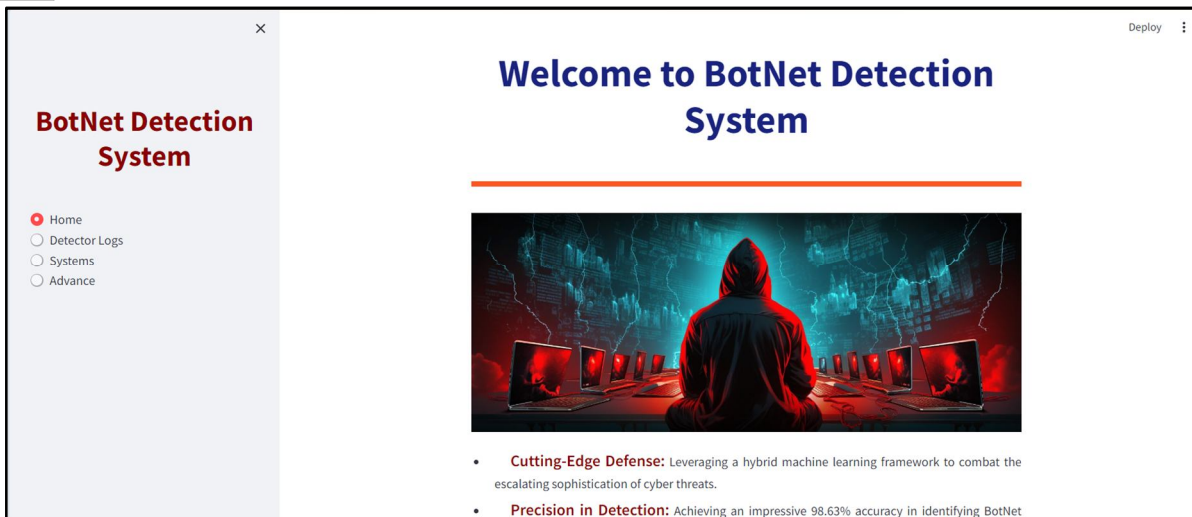 Deploy
BotNet Detection
System
Home
Detector Logs
Systems
Advance
Welcome to BotNet Detection
System
Cutting-Edge Defense: Leveraging a hybrid machine learning framework to combat the
escalating sophistication of cyber threats.
Precision in Detection: Achieving an impressive 98.63% accuracy in identifying BotNet